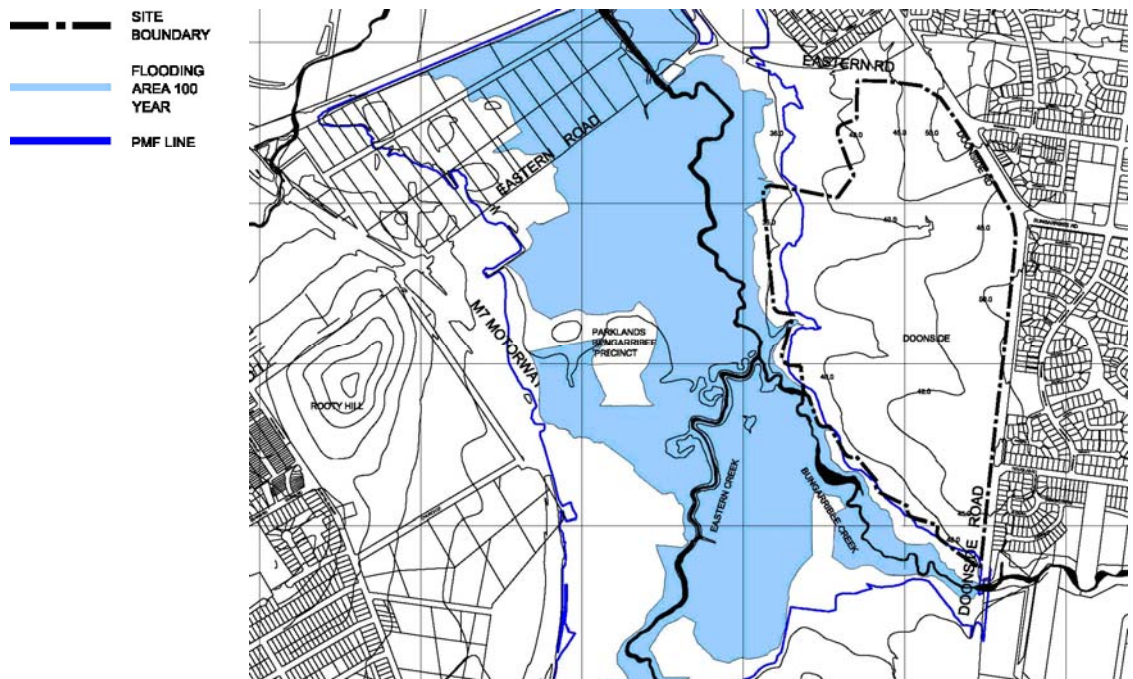 SITE
BOUNDARY
FLOODING
AREA 100
YEAR
PMF LINE
EASTERN RD
DOONSIDE RD
EASTERN ROAD
M7 MOTORWAY
PARKLANDS
BUNGARRIBEE
PRECINCT
ROOTY HILL
DOONSIDE
EASTERN CREEK
BUNGARRIBEE CREEK
DOONSIDE ROAD